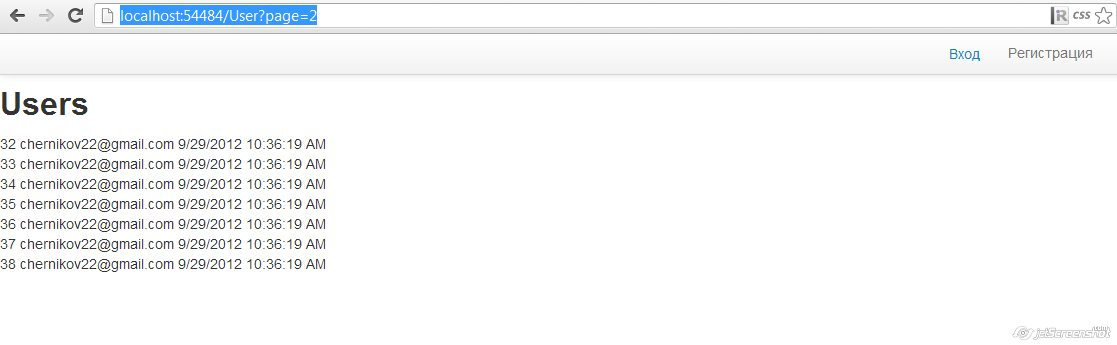 localhost:54484/User?page=2
R CSS
Вход Регистрация
Users
32 chernikov22@gmail.com 9/29/2012 10:36:19 AM
33 chernikov22@gmail.com 9/29/2012 10:36:19 AM
34 chernikov22@gmail.com 9/29/2012 10:36:19 AM
35 chernikov22@gmail.com 9/29/2012 10:36:19 AM
36 chernikov22@gmail.com 9/29/2012 10:36:19 AM
37 chernikov22@gmail.com 9/29/2012 10:36:19 AM
38 chernikov22@gmail.com 9/29/2012 10:36:19 AM
jetScreenshot .com